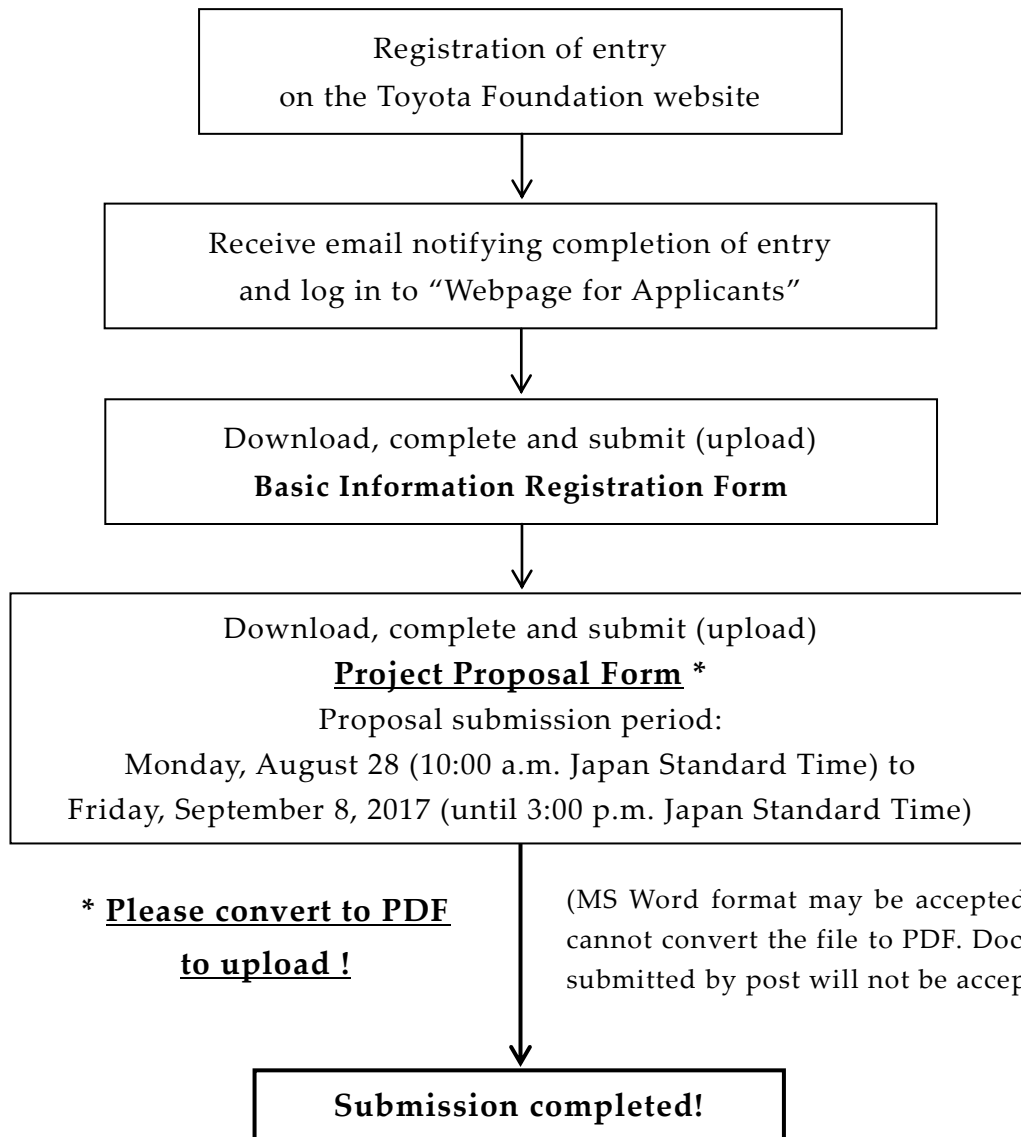 Registration of entry
on the Toyota Foundation website
Receive email notifying completion of entry
and log in to “Webpage for Applicants”
Download, complete and submit (upload)
Basic Information Registration Form
Download, complete and submit (upload)
Project Proposal Form *
Proposal submission period:
Monday, August 28 (10:00 a.m. Japan Standard Time) to
Friday, September 8, 2017 (until 3:00 p.m. Japan Standard Time)
* Please convert to PDF
to upload !
(MS Word format may be accepted
cannot convert the file to PDF.
submitted by post will not be
Submission completed!